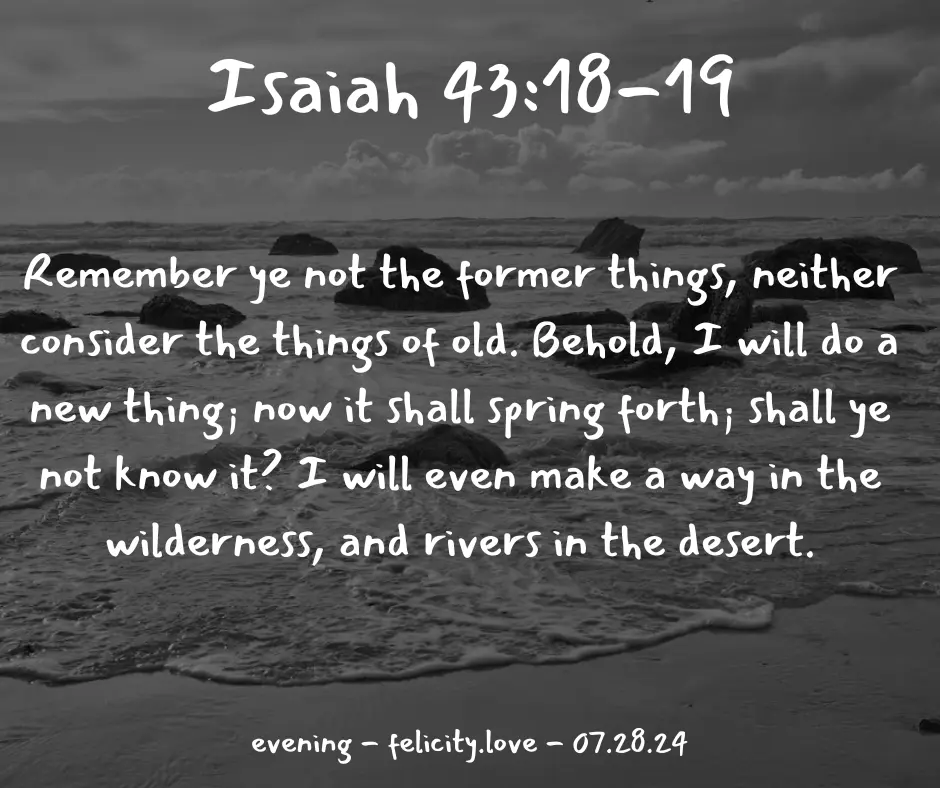 Isaiah 43:18-19
Remember ye not the former things, neither
consider the things of old. Behold, I will do a
new thing; now it shall spring forth; shall ye
not know it? I will even make a way in the
wilderness, and rivers in the desert.
evening - felicity.love - 07.28.24